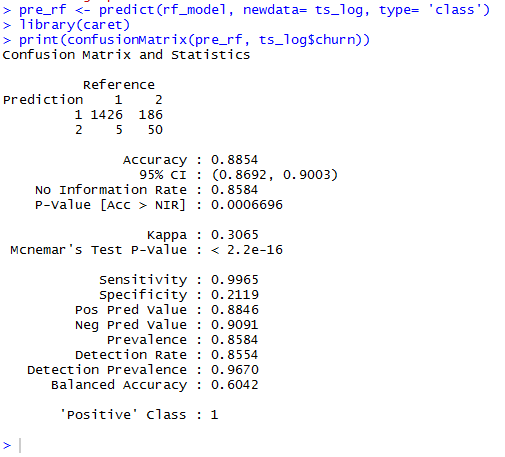 > pre_rf <- predict(rf_model, newdata= ts_log, type= 'class')
> library(caret)
> print(confusionMatrix(pre_rf, ts_log$churn))
Confusion Matrix and Statistics
Reference
Prediction 1 2
1 1426 186
2 5 50
Accuracy : 0.8854
95% CI : (0.8692, 0.9003)
No Information Rate : 0.8584
P-Value [Acc > NIR] : 0.0006696
Kappa : 0.3065
Mcnemar's Test P-Value : < 2.2e-16
Sensitivity : 0.9965
Specificity : 0.2119
Pos Pred Value : 0.8846
Neg Pred Value : 0.9091
Prevalence : 0.8584
Detection Rate : 0.8554
Detection Prevalence : 0.9670
Balanced Accuracy : 0.6042
'Positive' Class : 1
>